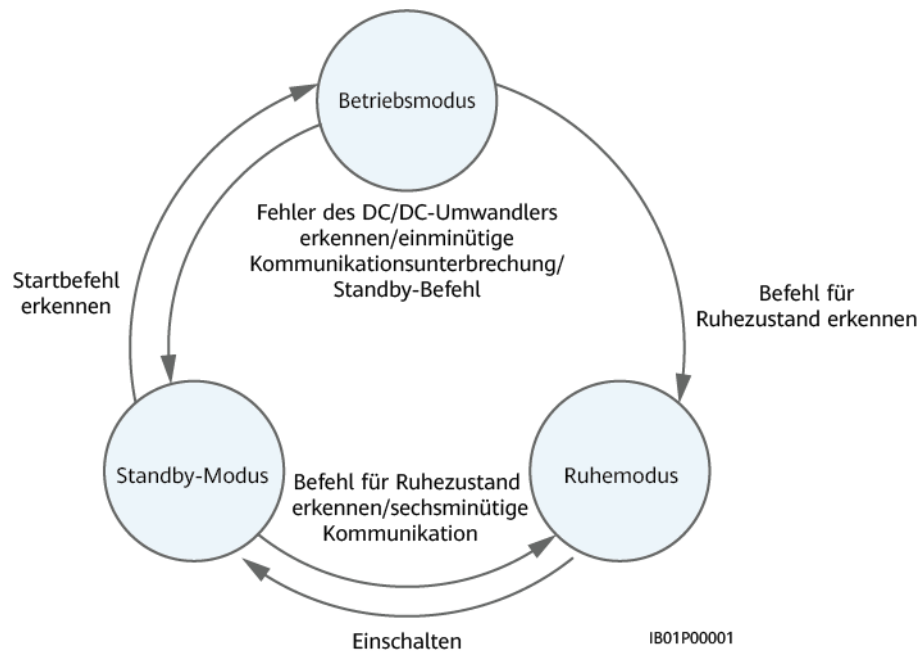 Betriebsmodus
Fehler des DC/DC-Umwandlers
erkennen/einminütige
Kommunikationsunterbrechung/
Standby-Befehl
Startbefehl
erkennen
Befehl für
Ruhezustand erkennen
Standby-Modus
Befehl für Ruhezustand
erkennen/sechsminütige
Kommunikation
Ruhemodus
Einschalten
IB01P00001